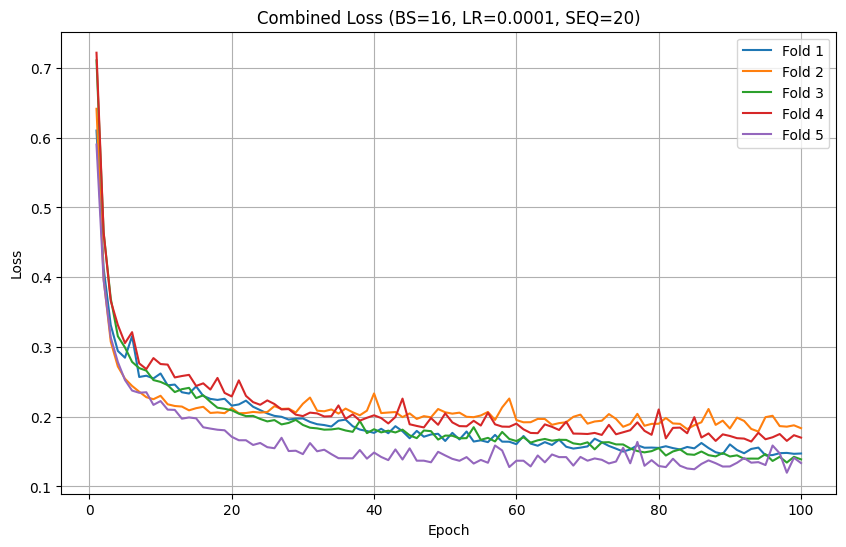 Combined Loss (BS=16, LR=0.0001, SEQ=20)
Fold 1
Fold 2
Fold 3
Fold 4
Fold 5
Loss
0.7
0.6
0.5
0.4
0.3
0.2
0.1
0 20 40 60 80 100
Epoch